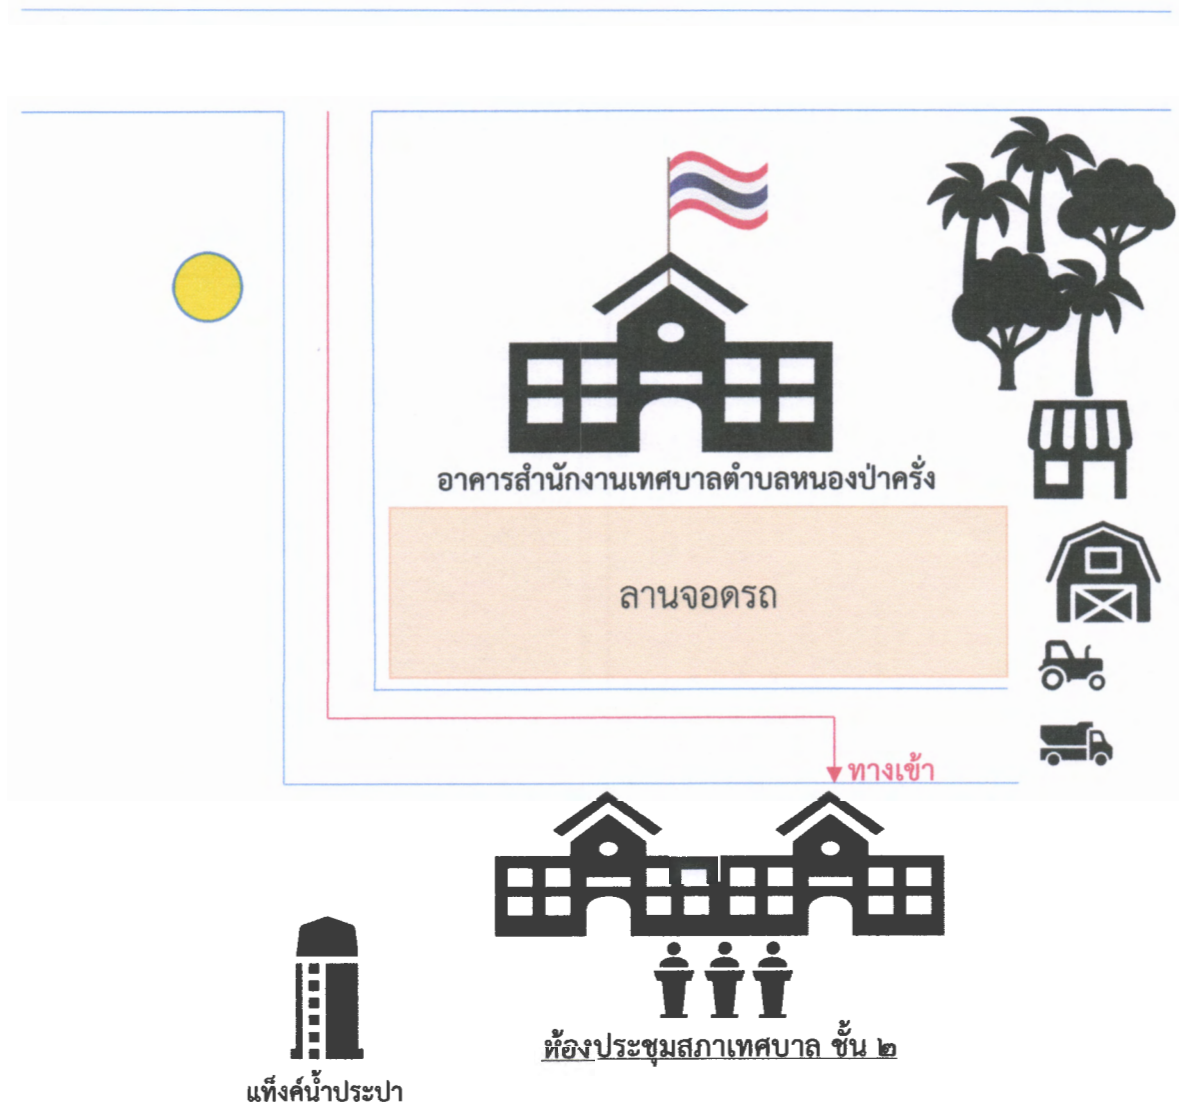 อาคารสำนักงานเทศบาลตำบลหนองป่าครั่ง
ลานจอดรถ
ทางเข้า
ห้องประชุมสภาเทศบาล ชั้น ๒
แท็งค์น้ำประปา